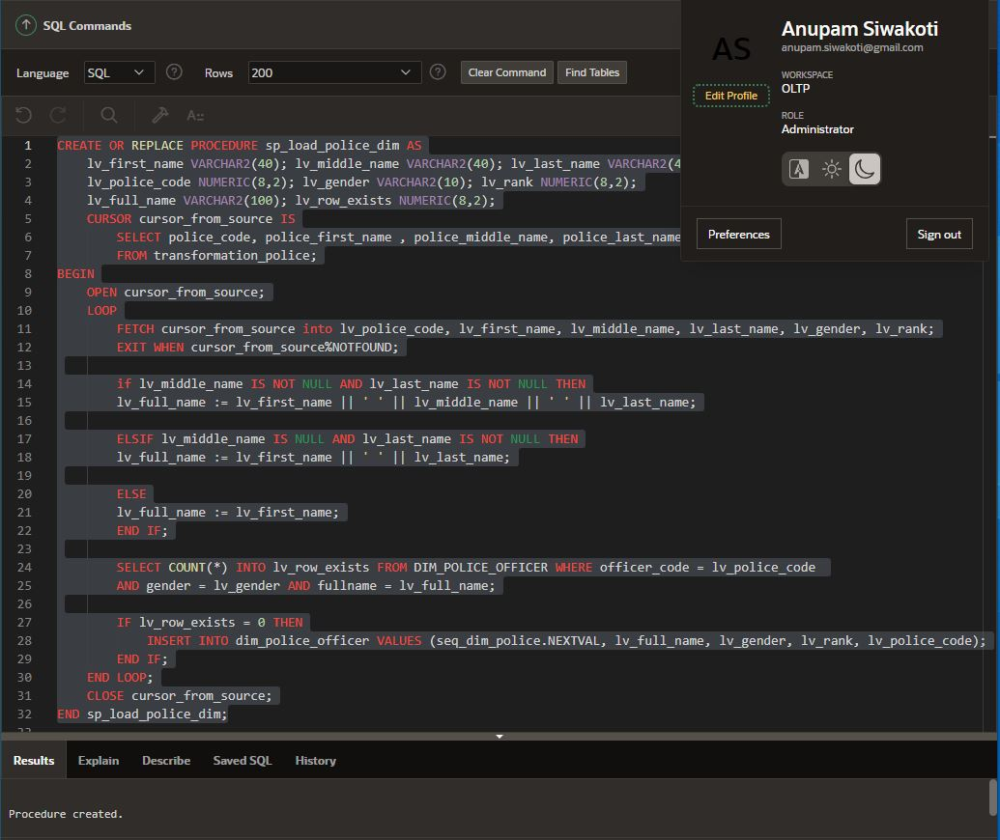 SQL Commands
AS
Anupam Siwakoti
anupam.siwakoti@gmail.com
Edit Profile
WORKSPACE
OLTP
ROLE
Administrator
A
Preferences
Sign out
Language
SQL
?
Rows
200
?
Clear Command
Find Tables
A::
1 CREATE OR REPLACE PROCEDURE sp_load_police_dim AS
2 lv_first_name VARCHAR2(40); lv_middle_name VARCHAR2(40); lv_last_name VARCHAR2(4
3 lv_police_code NUMERIC(8,2); lv_gender VARCHAR2(10); lv_rank NUMERIC(8,2);
4 lv_full_name VARCHAR2(100); lv_row_exists NUMERIC(8,2);
5 CURSOR cursor_from_source IS
6 SELECT police_code, police_first_name , police_middle_name, police_last_name
7 FROM transformation_police;
8 BEGIN
9 OPEN cursor_from_source;
10 LOOP
11 FETCH cursor_from_source into lv_police_code, lv_first_name, lv_middle_name, lv_last_name, lv_gender, lv_rank;
12 EXIT WHEN cursor_from_source%NOTFOUND;
13
14 if lv_middle_name IS NOT NULL AND lv_last_name IS NOT NULL THEN
15 lv_full_name := lv_first_name || ' ' || lv_middle_name || ' ' || lv_last_name;
16
17 ELSIF lv_middle_name IS NULL AND lv_last_name IS NOT NULL THEN
18 lv_full_name := lv_first_name || ' ' || lv_last_name;
19
20 ELSE
21 lv_full_name := lv_first_name;
22 END IF;
23
24 SELECT COUNT(*) INTO lv_row_exists FROM DIM_POLICE_OFFICER WHERE officer_code = lv_police_code
25 AND gender = lv_gender AND fullname = lv_full_name;
26
27 IF lv_row_exists = 0 THEN
28 INSERT INTO dim_police_officer VALUES (seq_dim_police.NEXTVAL, lv_full_name, lv_gender, lv_rank, lv_police_code);
29 END IF;
30 END LOOP;
31 CLOSE cursor_from_source;
32 END sp_load_police_dim;
Results Explain Describe Saved SQL History
Procedure created.